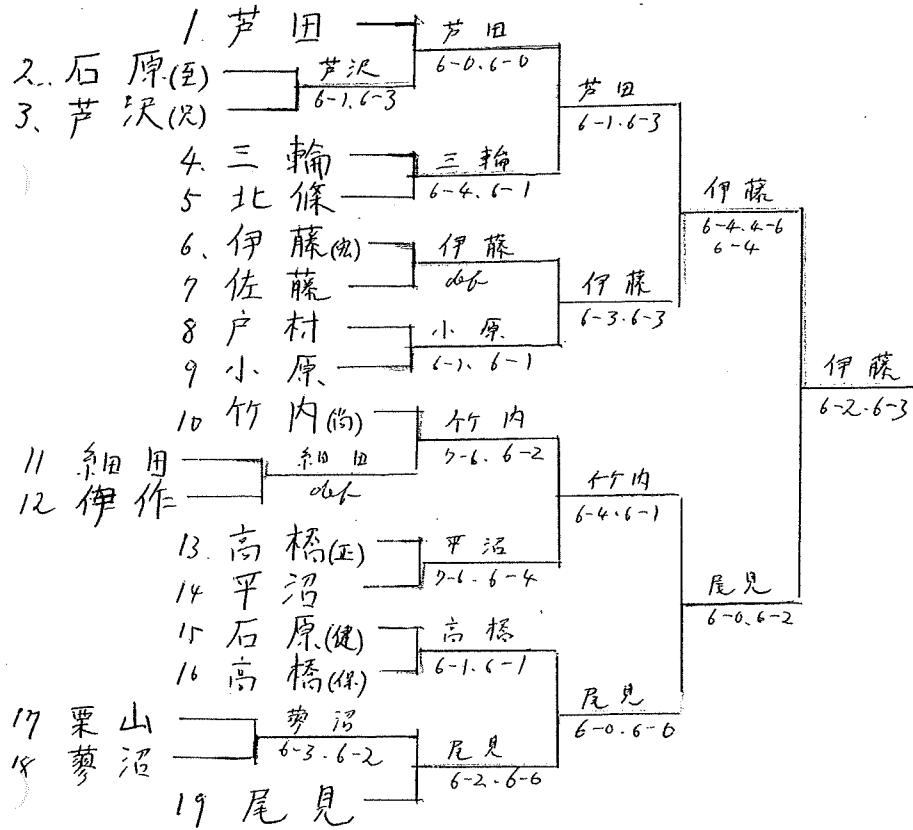 1. 芦田
2. 石原(至)
3. 芦沢(兄)
4. 三輪
5 北條
6. 伊藤(宏)
7 佐藤
8 戸村
9 小原
10 竹内(尚)
11 細田
12 伊作
13. 高橋(正)
14 平沼
15 石原(健)
16 高橋(保)
17 栗山
18 蓼沼
19 尾見
芦沢
6-1. 6-3
細田
def
蓼沼
6-3. 6-2
芦田
6-0. 6-0
三輪
6-4. 6-1
伊藤
def
小原
6-1. 6-1
竹内
7-6. 6-2
平沼
7-6. 6-4
高橋
6-1. 6-1
尾見
6-2. 6-0
芦田
6-1. 6-3
伊藤
6-3. 6-3
竹内
6-4. 6-1
尾見
6-0. 6-0
伊藤
6-4. 4-6
6-4
尾見
6-0. 6-2
伊藤
6-2. 6-3